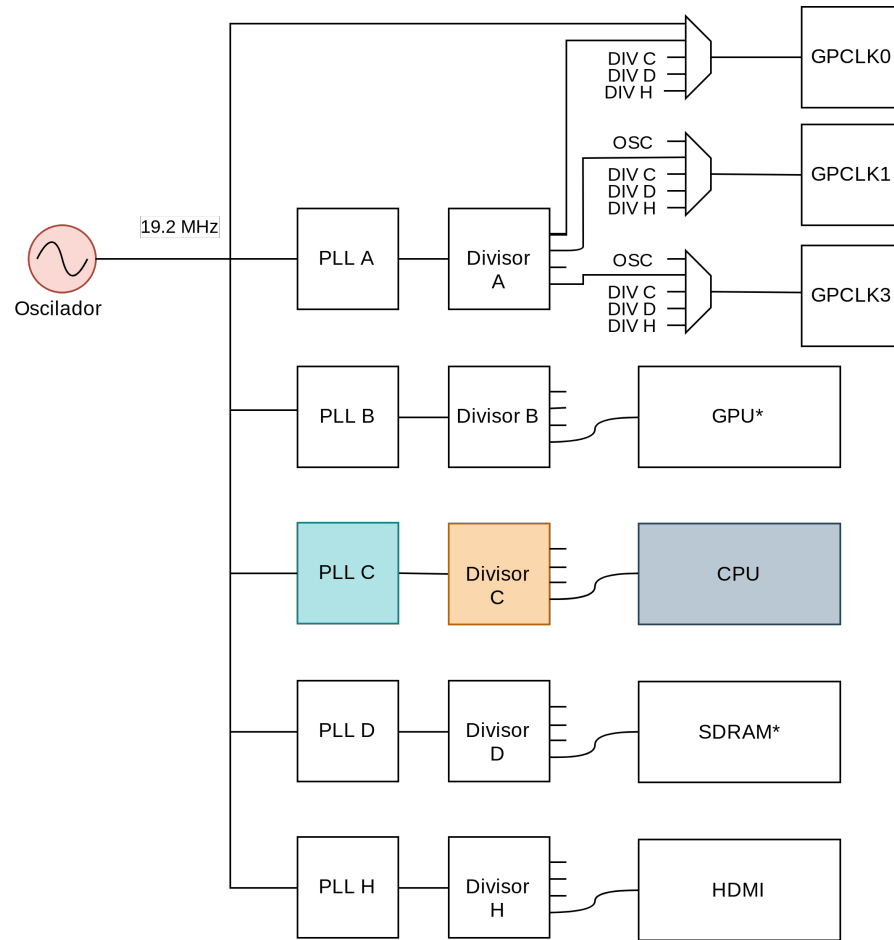 GPCLK0
DIV C
DIV D
DIV H
OSC
GPCLK1
DIV C
DIV D
DIV H
19.2 MHz
PLL A
Divisor
A
OSC
GPCLK3
DIV C
DIV D
DIV H
Oscilador
PLL B
Divisor B
GPU*
PLL C
Divisor
C
CPU
PLL D
Divisor
D
SDRAM*
PLL H
Divisor
H
HDMI